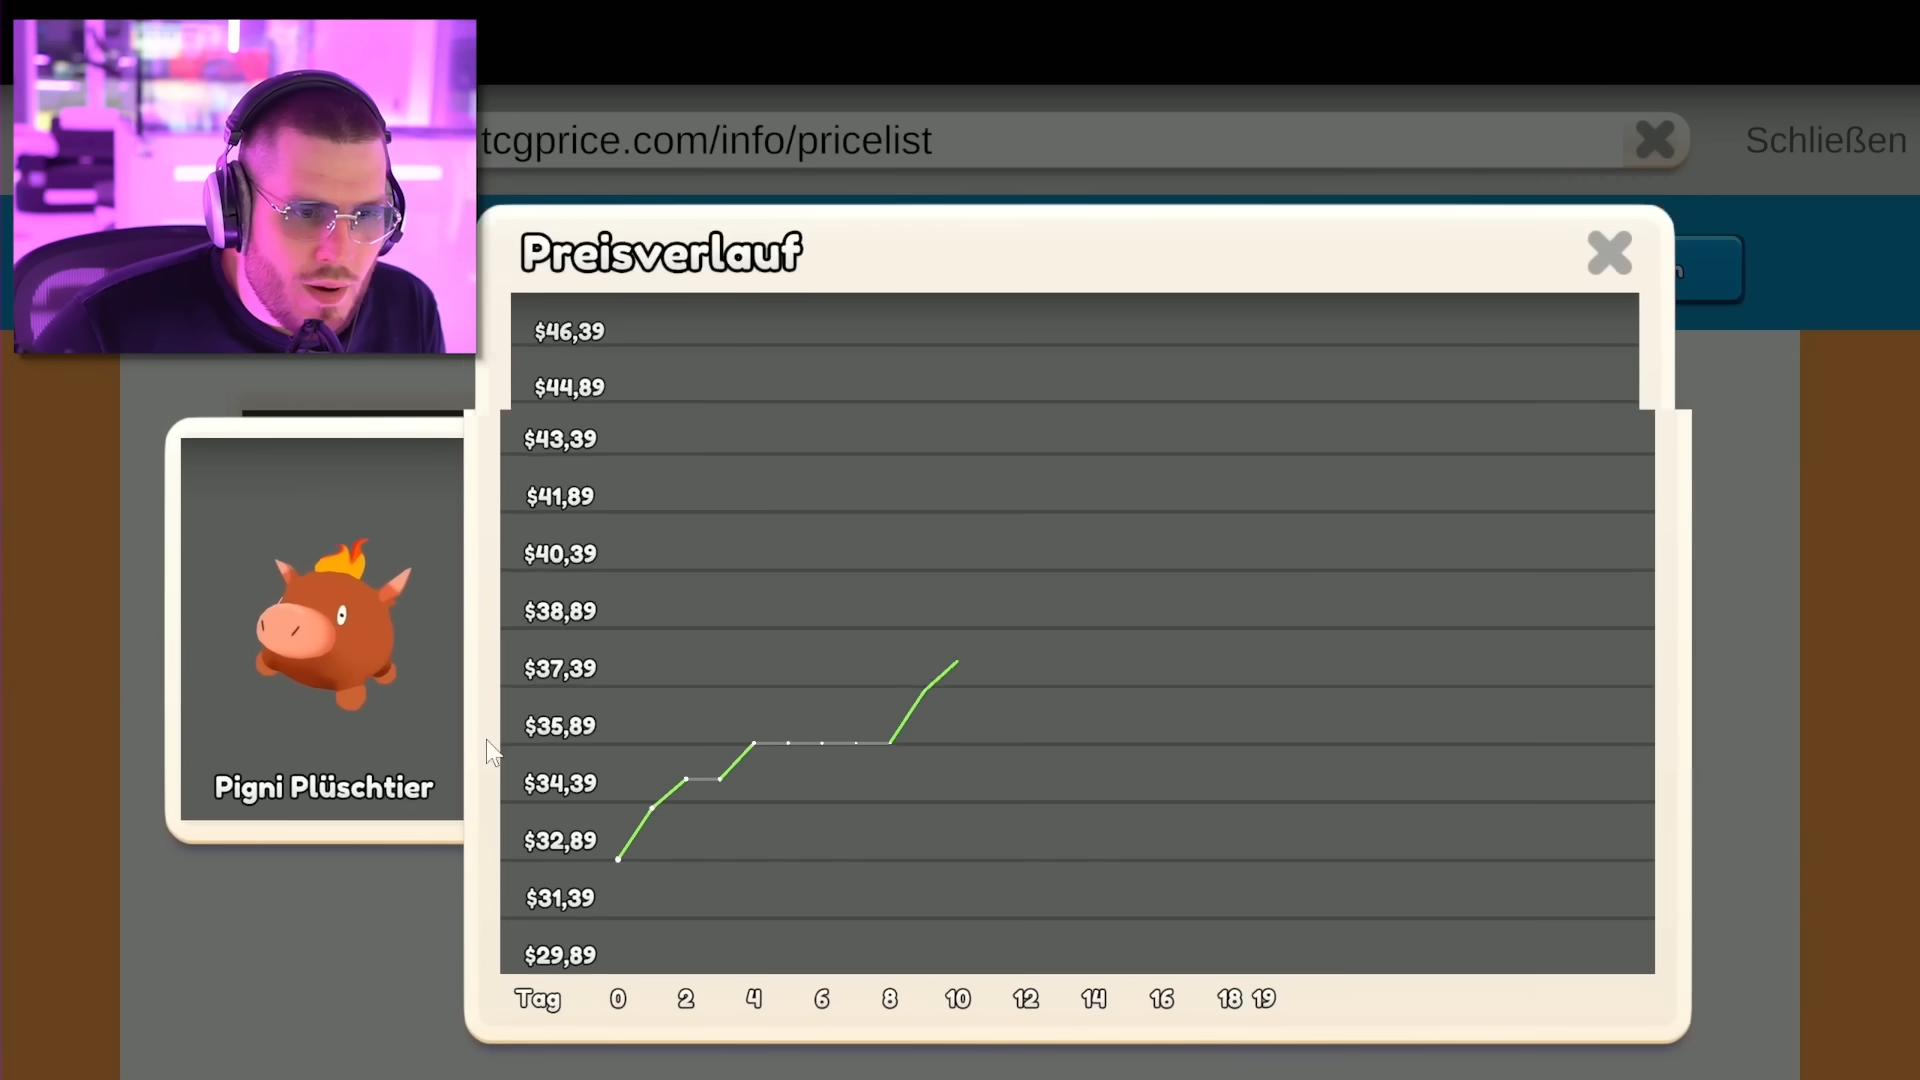 tcgprice.com/info/pricelist
Schließen
Preisverlauf
$46,39
$44,89
$43,39
$41,89
$40,39
$38,89
$37,39
$35,89
$34,39
$32,89
$31,39
$29,89
Tag 0 2 4 6 8 10 12 14 16 18 19
Pigni Plüschtier